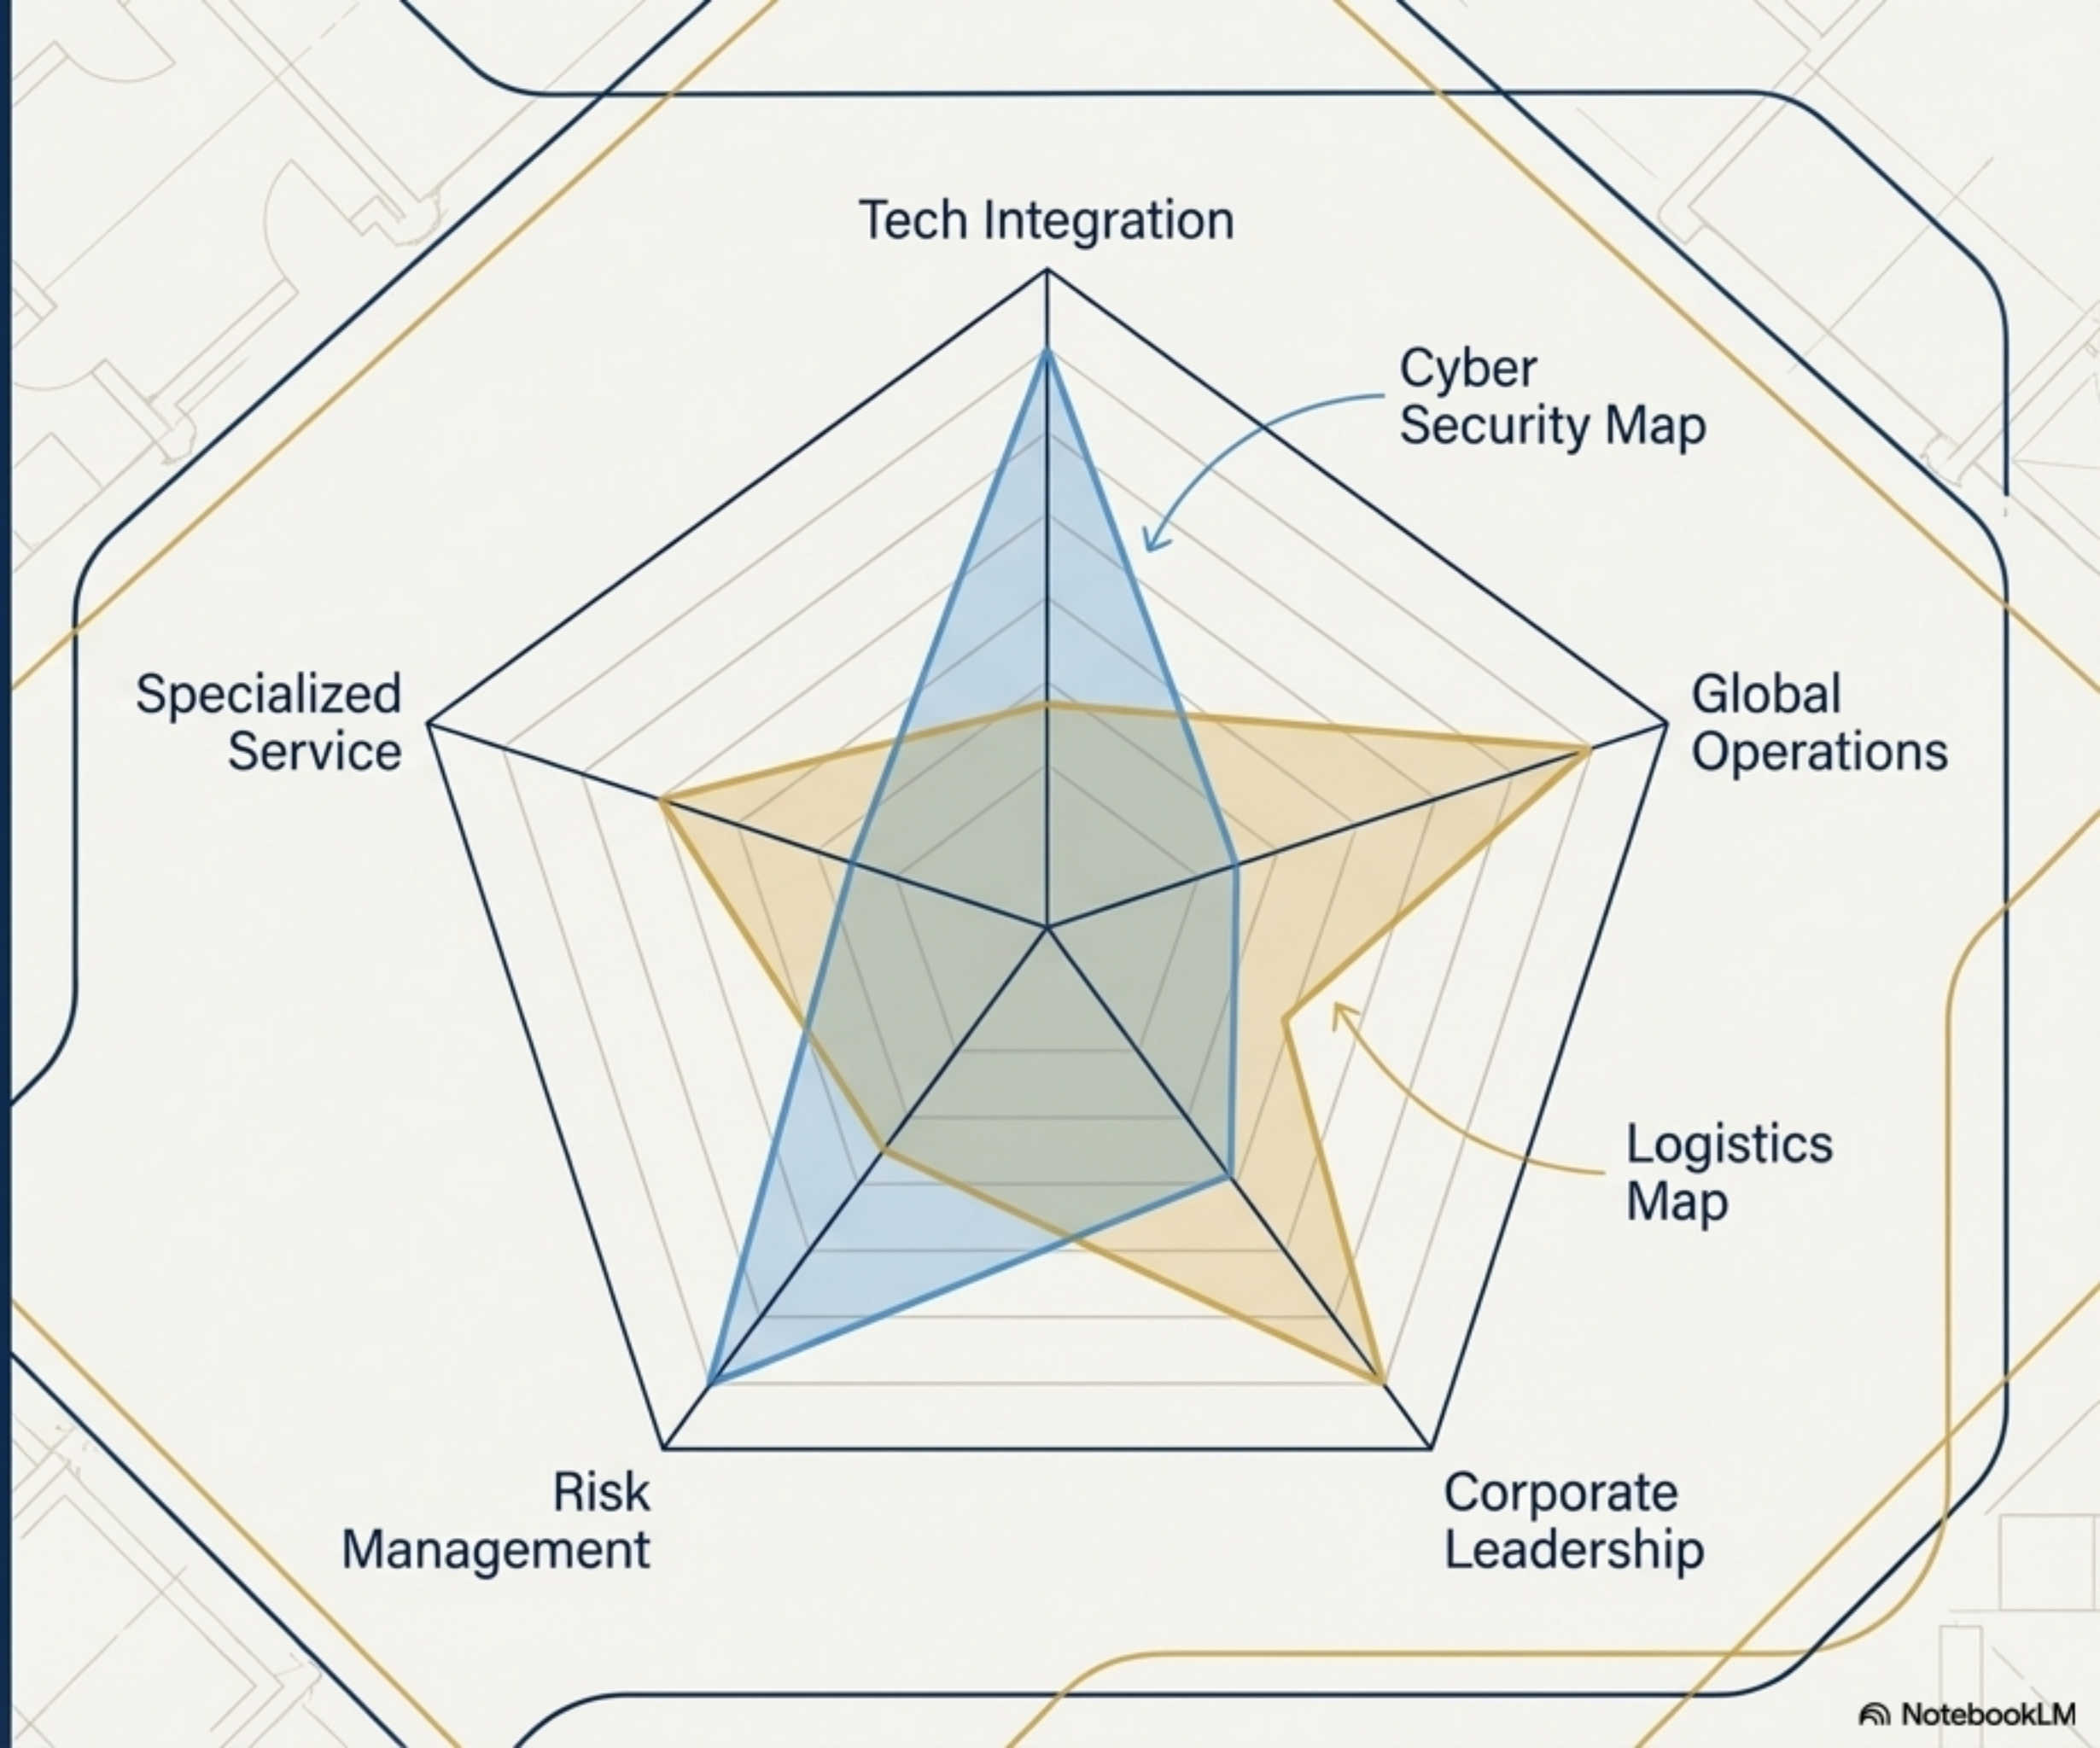 Tech Integration
Cyber
Security Map
Specialized
Service
Global
Operations
Logistics
Map
Risk
Management
Corporate
Leadership
NotebookLM